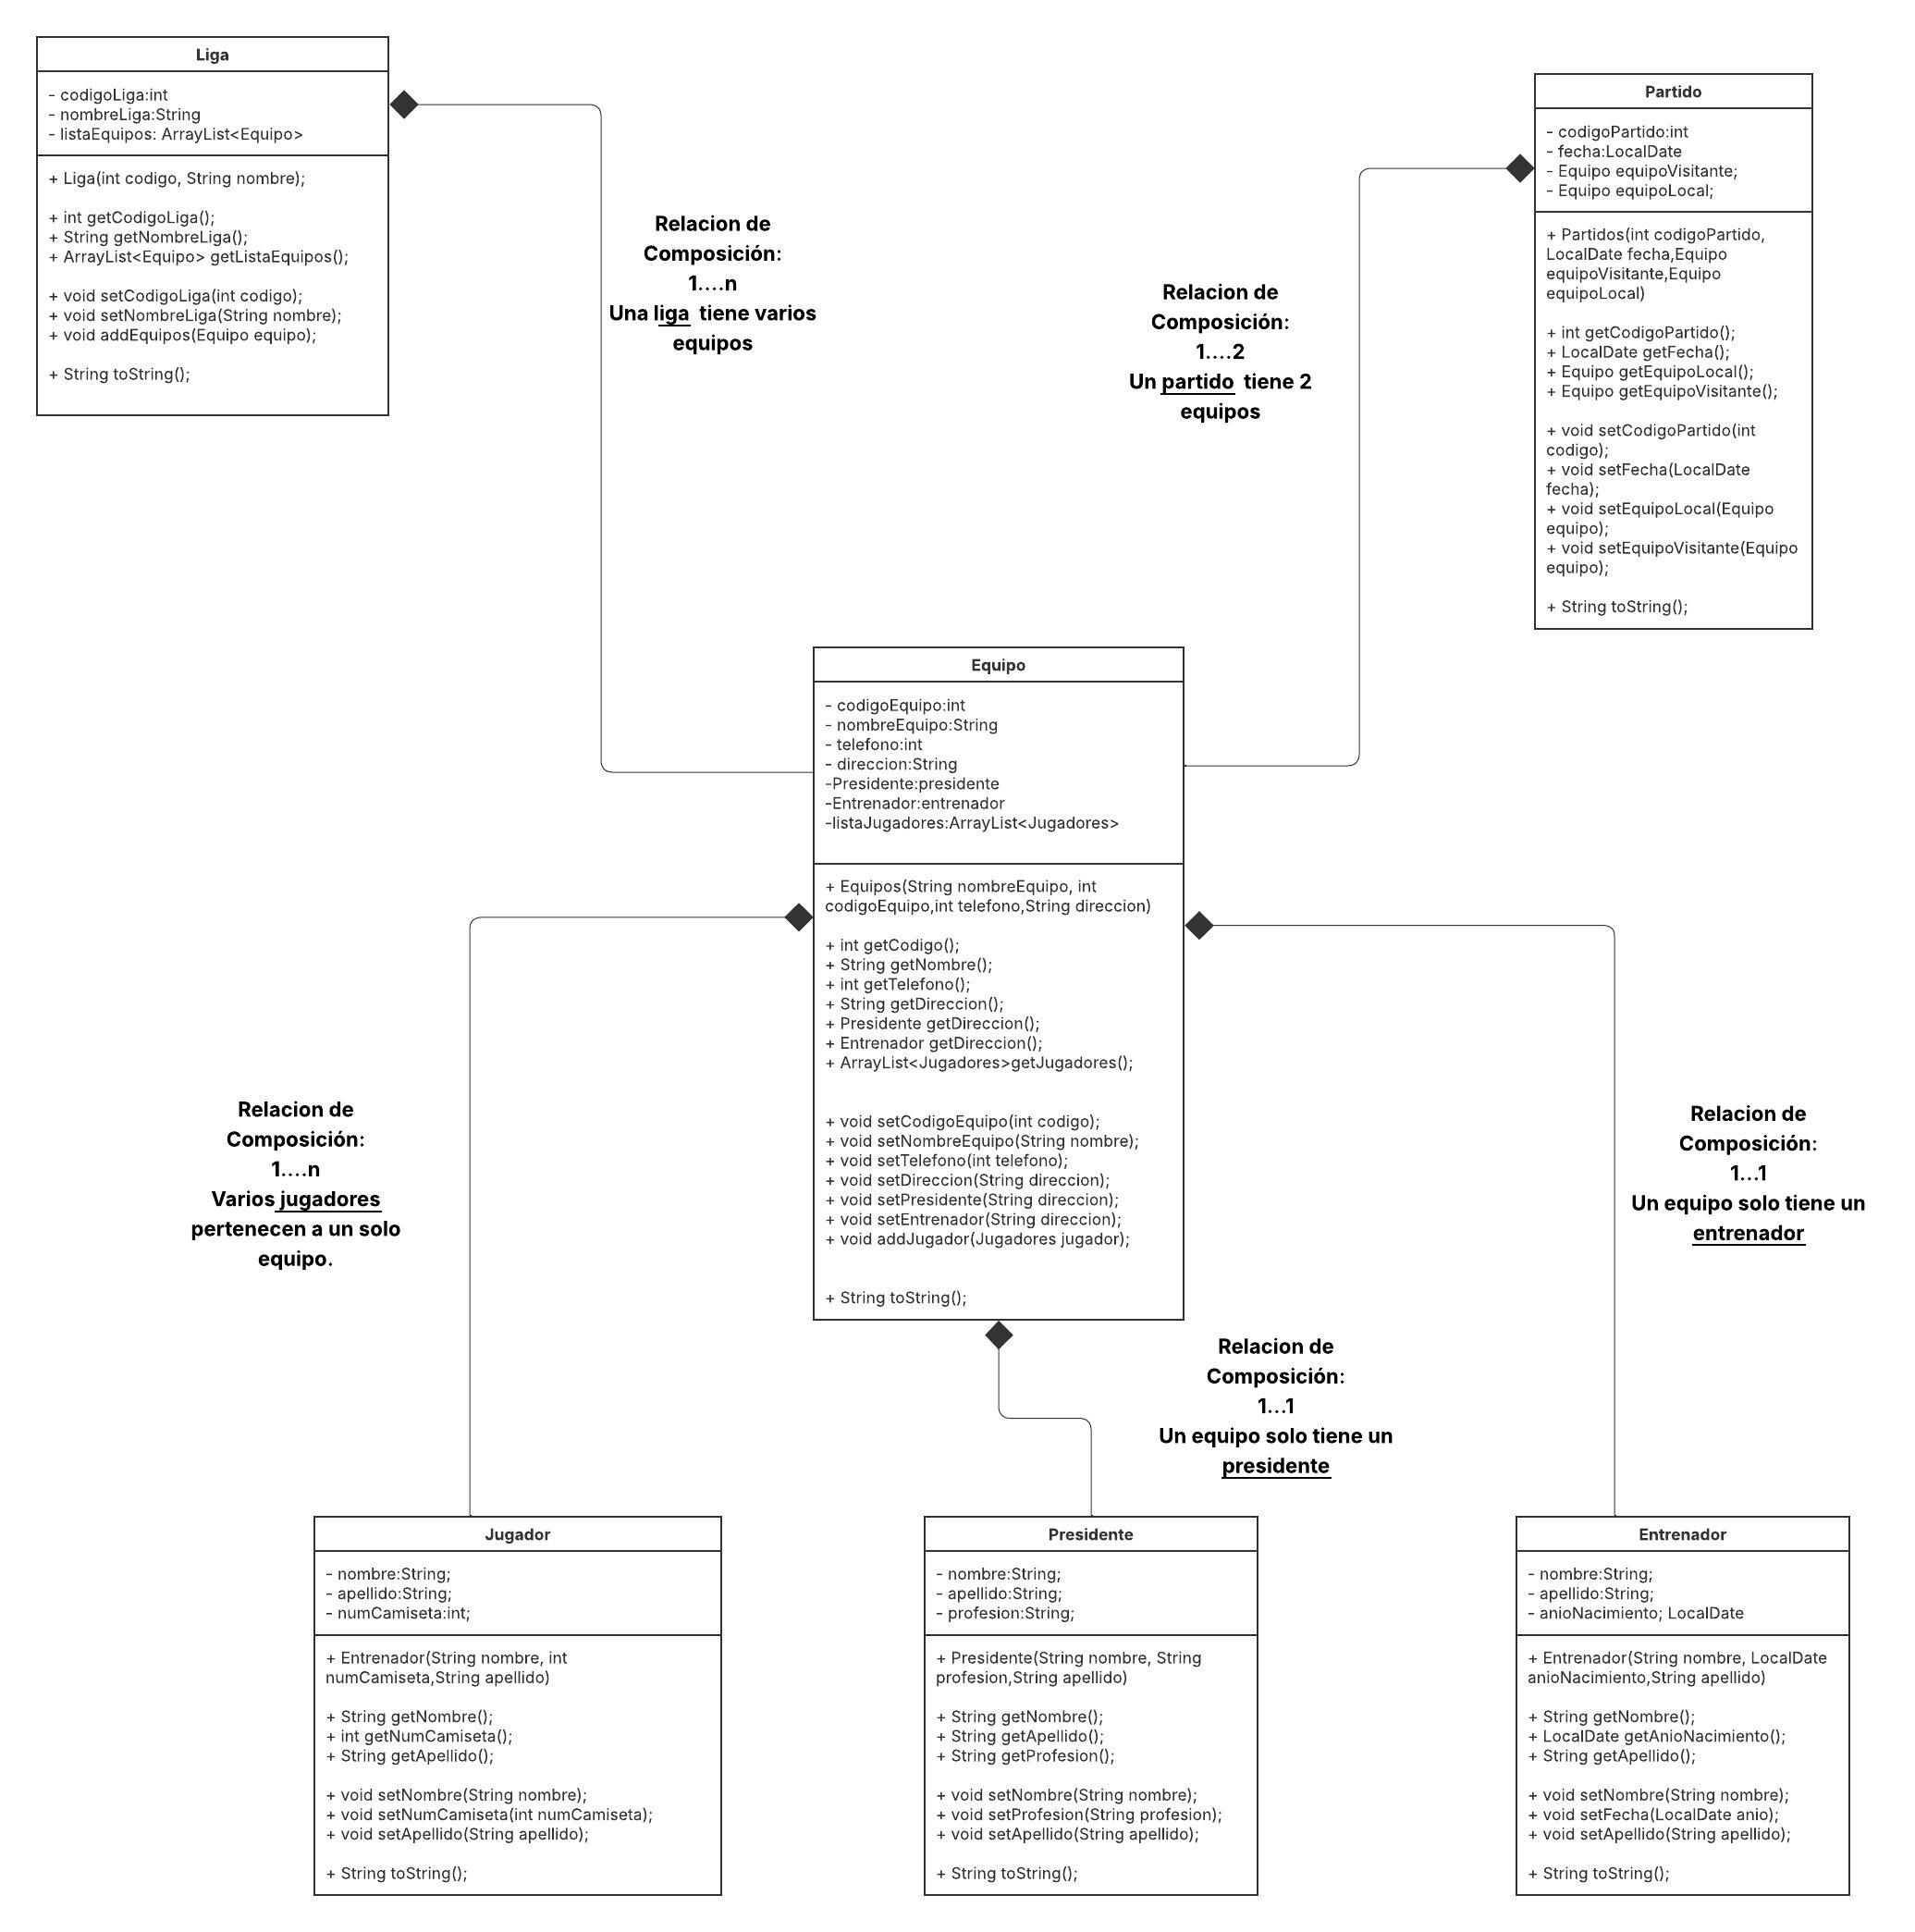 Liga
- codigoLiga:int
- nombreLiga:String
- listaEquipos: ArrayList<Equipo>
+ Liga(int codigo, String nombre);
+ int getCodigoLiga();
+ String getNombreLiga();
+ ArrayList<Equipo> getListaEquipos();
+ void setCodigoLiga(int codigo);
+ void setNombreLiga(String nombre);
+ void addEquipos(Equipo equipo);
+ String toString();
Relacion de
Composición:
1....n
Una liga tiene varios
equipos
Relacion de
Composición:
1....2
Un partido tiene 2
equipos
Partido
- codigoPartido:int
- fecha:LocalDate
- Equipo equipoVisitante;
- Equipo equipoLocal;
+ Partidos(int codigoPartido,
LocalDate fecha,Equipo
equipoVisitante,Equipo
equipoLocal)
+ int getCodigoPartido();
+ LocalDate getFecha();
+ Equipo getEquipoLocal();
+ Equipo getEquipoVisitante();
+ void setCodigoPartido(int
codigo);
+ void setFecha(LocalDate
fecha);
+ void setEquipoLocal(Equipo
equipo);
+ void setEquipoVisitante(Equipo
equipo);
+ String toString();
Equipo
- codigoEquipo:int
- nombreEquipo:String
- telefono:int
- direccion:String
-Presidente:presidente
-Entrenador:entrenador
-listaJugadores:ArrayList<Jugadores>
+ Equipos(String nombreEquipo, int
codigoEquipo,int telefono,String direccion)
+ int getCodigo();
+ String getNombre();
+ int getTelefono();
+ String getDireccion();
+ Presidente getDireccion();
+ Entrenador getDireccion();
+ ArrayList<Jugadores>getJugadores();
+ void setCodigoEquipo(int codigo);
+ void setNombreEquipo(String nombre);
+ void setTelefono(int telefono);
+ void setDireccion(String direccion);
+ void setPresidente(String direccion);
+ void setEntrenador(String direccion);
+ void addJugador(Jugadores jugador);
+ String toString();
Relacion de
Composición:
1....n
Varios jugadores
pertenecen a un solo
equipo.
Relacion de
Composición:
1...1
Un equipo solo tiene un
entrenador
Relacion de
Composición:
1...1
Un equipo solo tiene un
presidente
Jugador
- nombre:String;
- apellido:String;
- numCamiseta:int;
+ Entrenador(String nombre, int
numCamiseta,String apellido)
+ String getNombre();
+ int getNumCamiseta();
+ String getApellido();
+ void setNombre(String nombre);
+ void setNumCamiseta(int numCamiseta);
+ void setApellido(String apellido);
+ String toString();
Presidente
- nombre:String;
- apellido:String;
- profesion:String;
+ Presidente(String nombre, String
profesion,String apellido)
+ String getNombre();
+ String getApellido();
+ String getProfesion();
+ void setNombre(String nombre);
+ void setProfesion(String profesion);
+ void setApellido(String apellido);
+ String toString();
Entrenador
- nombre:String;
- apellido:String;
- anioNacimiento; LocalDate
+ Entrenador(String nombre, LocalDate
anioNacimiento,String apellido)
+ String getNombre();
+ LocalDate getAnioNacimiento();
+ String getApellido();
+ void setNombre(String nombre);
+ void setFecha(LocalDate anio);
+ void setApellido(String apellido);
+ String toString();